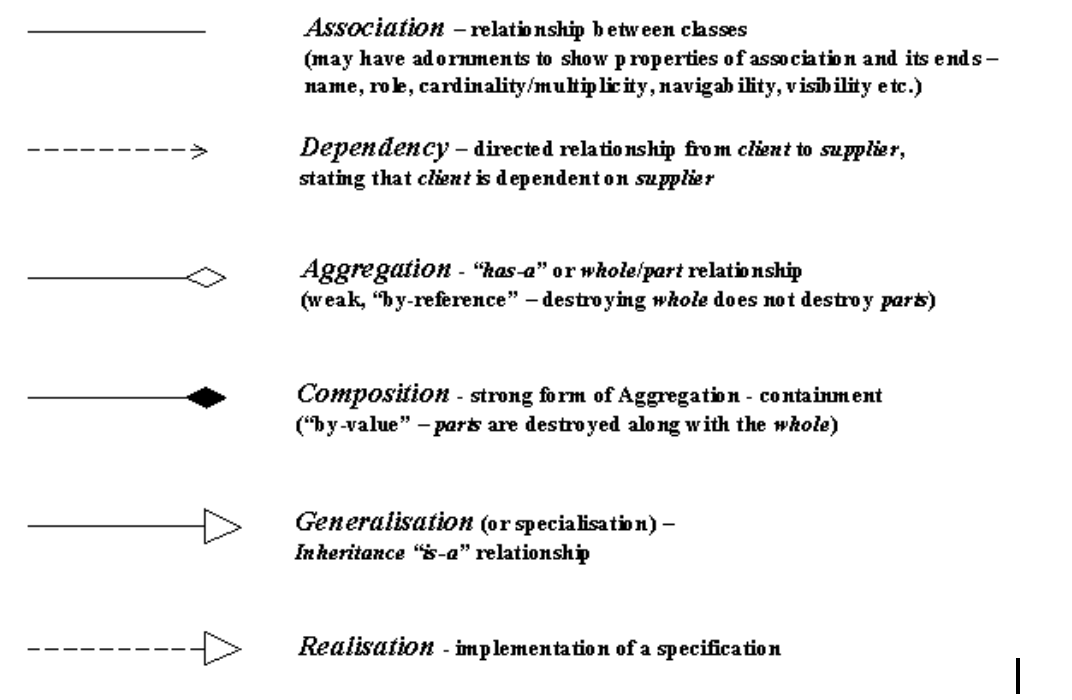 Association – relationship between classes
(may have adornments to show properties of association and its ends –
name, role, cardinality/multiplicity, navigability, visibility etc.)
Dependency – directed relationship from client to supplier,
stating that client is dependent on supplier
Aggregation - “has-a” or whole/part relationship
(weak, “by-reference” – destroying whole does not destroy parts)
Composition - strong form of Aggregation - containment
(“by-value” – parts are destroyed along with the whole)
Generalisation (or specialisation) –
Inheritance “is-a” relationship
Realisation - implementation of a specification